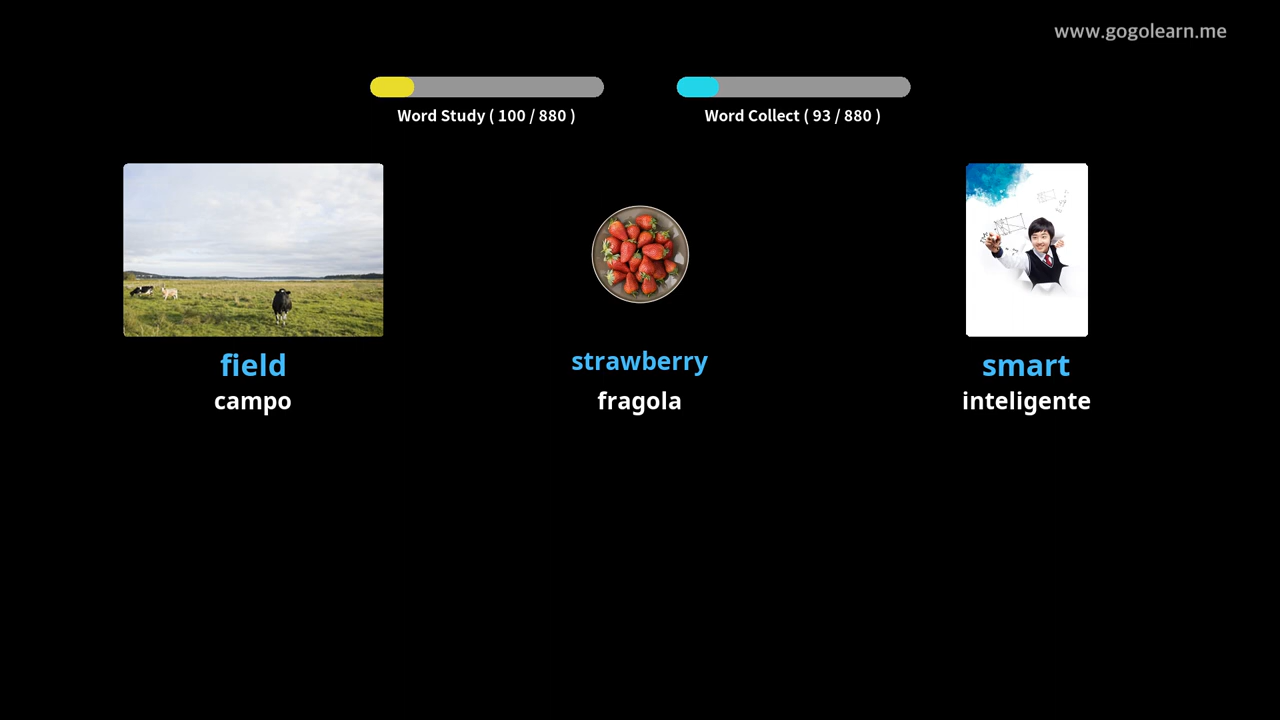 www.gogolearn.me
Word Study ( 100 / 880 )
Word Collect ( 93 / 880 )
field
campo
strawberry
fragola
smart
inteligente